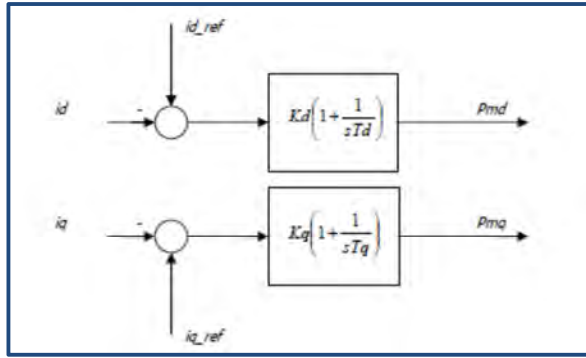 id_ref
id
-
Kd(1+1/sTd)
Pmd
iq
-
Kq(1+1/sTq)
Pmq
iq_ref